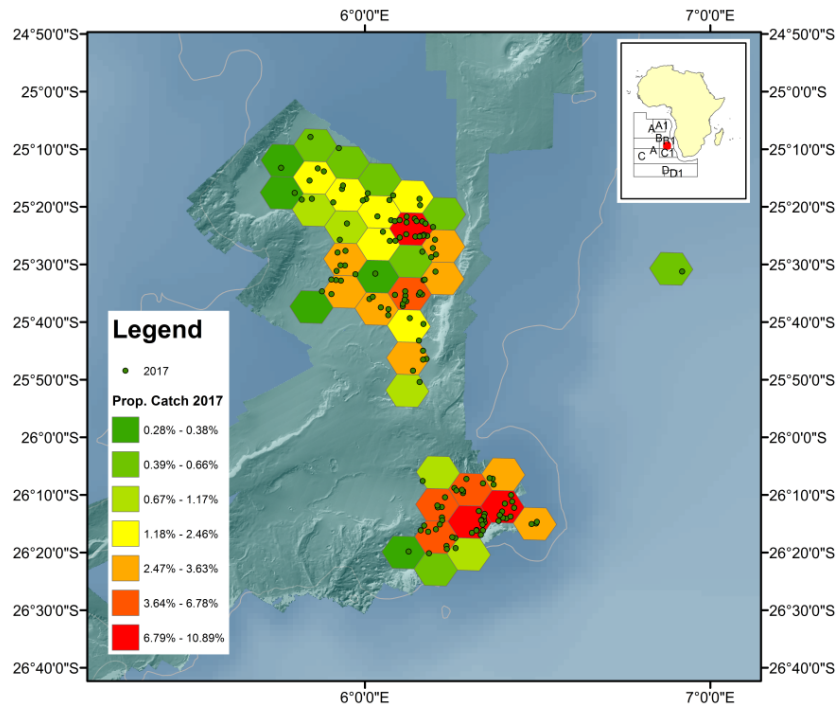 6°0'0"E
7°0'0"E
24°50'0"S
24°50'0"S
25°0'0"S
25°0'0"S
25°10'0"S
25°10'0"S
25°20'0"S
25°20'0"S
25°30'0"S
25°30'0"S
25°40'0"S
25°40'0"S
25°50'0"S
25°50'0"S
26°0'0"S
26°0'0"S
26°10'0"S
26°10'0"S
26°20'0"S
26°20'0"S
26°30'0"S
26°30'0"S
26°40'0"S
26°40'0"S
6°0'0"E
7°0'0"E
A A1
B B1
A
C C1
D D1
Legend
2017
Prop. Catch 2017
0.28% - 0.38%
0.39% - 0.66%
0.67% - 1.17%
1.18% - 2.46%
2.47% - 3.63%
3.64% - 6.78%
6.79% - 10.89%